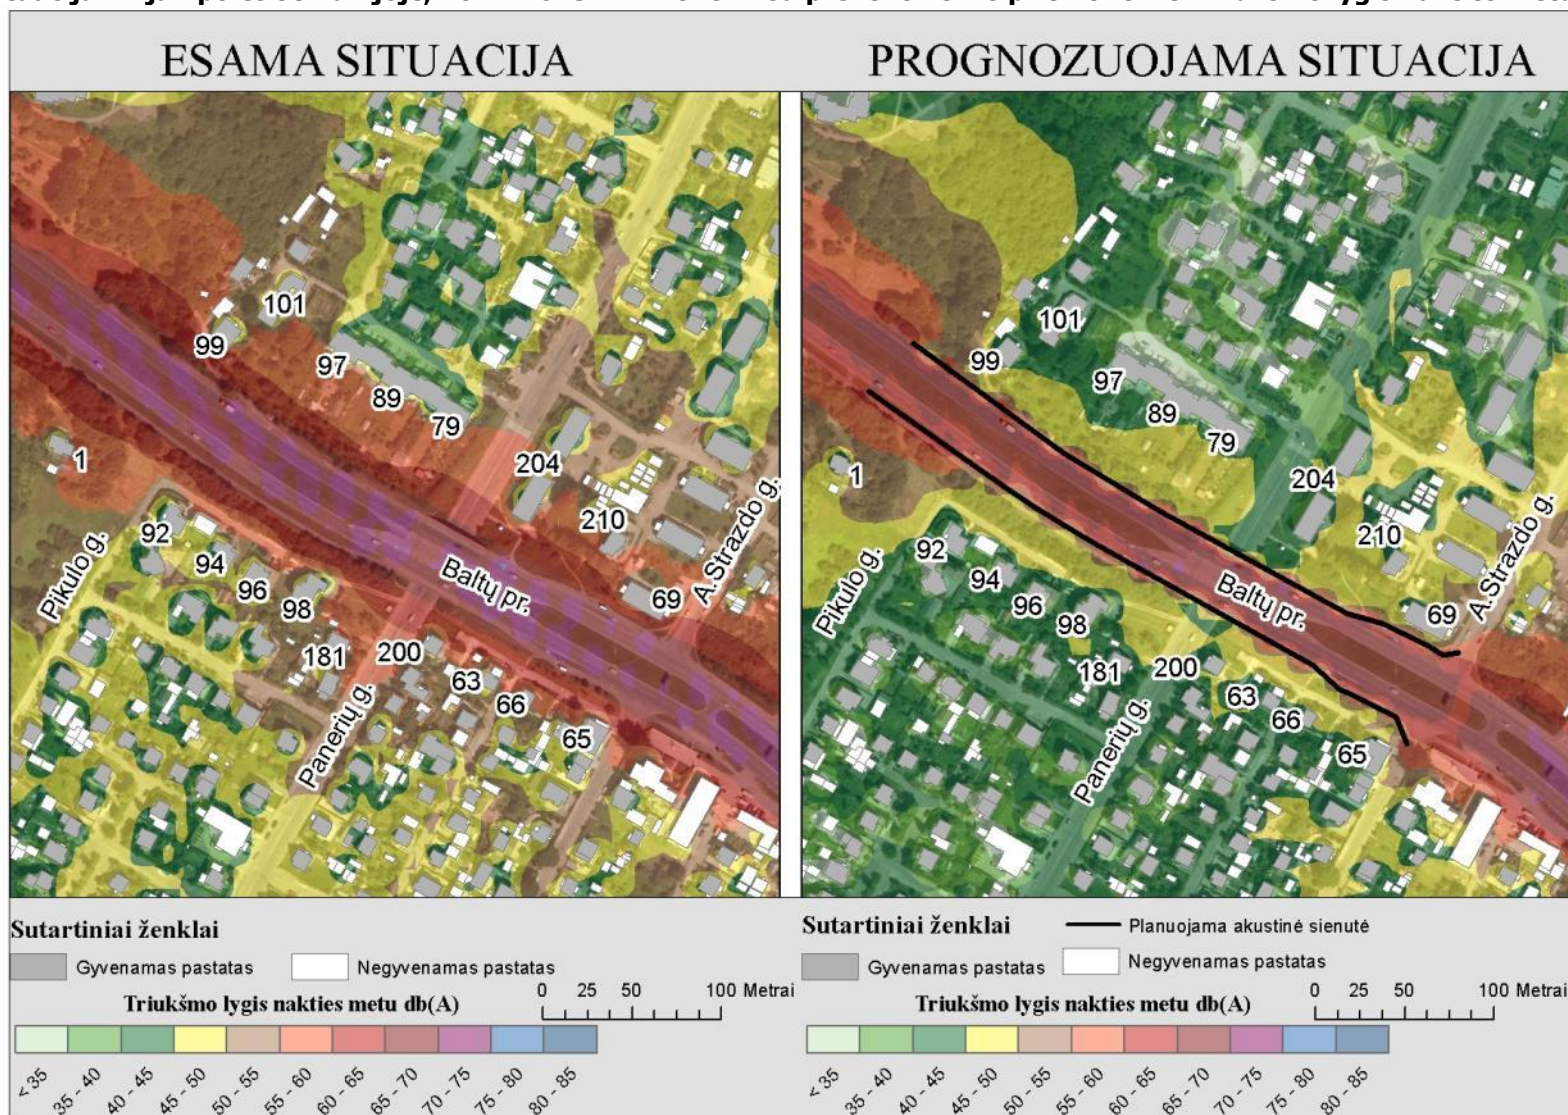 ESAMA SITUACIJA
PROGNOZUOJAMA SITUACIJA
101
99
97
89
79
1
204
210
92
94
96
98
181
200
63
66
65
69
Pikulo g.
Panerių g.
Baltų pr.
A.Strazdo g.
101
99
97
89
79
1
204
210
92
94
96
98
181
200
63
66
65
69
Pikulo g.
Panerių g.
Baltų pr.
A.Strazdo g.
Sutartiniai ženklai
Gyvenamas pastatas
Negyvenamas pastatas
Triukšmo lygis nakties metu db(A)
0 25 50 100 Metrai
< 35
35 - 40
40 - 45
45 - 50
50 - 55
55 - 60
60 - 65
65 - 70
70 - 75
75 - 80
80 - 85
Sutartiniai ženklai
Planuojama akustinė sienutė
Gyvenamas pastatas
Negyvenamas pastatas
Triukšmo lygis nakties metu db(A)
0 25 50 100 Metrai
< 35
35 - 40
40 - 45
45 - 50
50 - 55
55 - 60
60 - 65
65 - 70
70 - 75
75 - 80
80 - 85